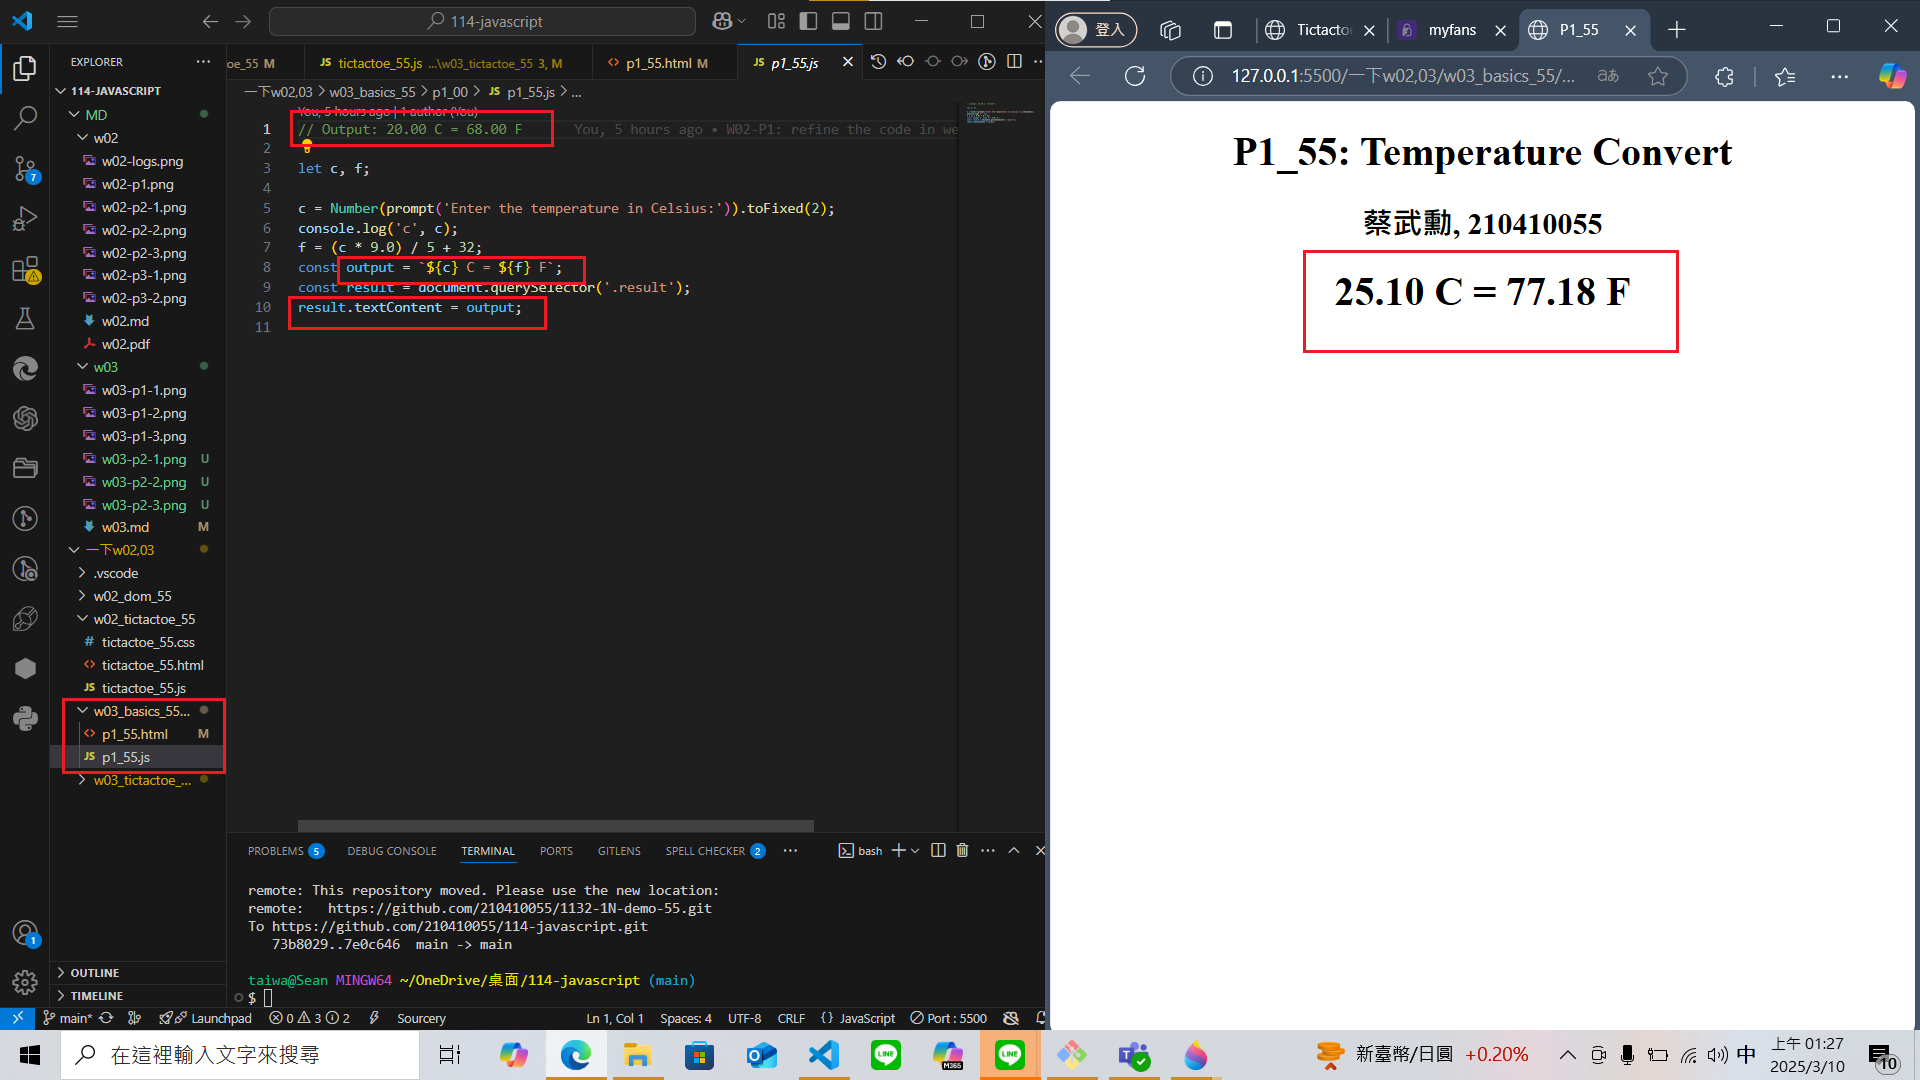 114-javascript
EXPLORER
114-JAVASCRIPT
MD
w02
w02-logs.png
w02-p1.png
w02-p2-1.png
w02-p2-2.png
w02-p2-3.png
w02-p3-1.png
w02-p3-2.png
w02.md
w02.pdf
w03
w03-p1-1.png
w03-p1-2.png
w03-p1-3.png
w03-p2-1.png U
w03-p2-2.png U
w03-p2-3.png U
w03.md M
一下w02,03
.vscode
w02_dom_55
w02_tictactoe_55
tictactoe_55.css
tictactoe_55.html
JS tictactoe_55.js
w03_basics_55...
p1_55.html M
JS p1_55.js
w03_tictactoe_...
OUTLINE
TIMELINE
7
1
oe_55 M
JS tictactoe_55.js ...\w03_tictactoe_55 3, M
p1_55.html M
JS p1_55.js
一下w02,03 > w03_basics_55 > p1_00 > JS p1_55.js > ...
You, 5 hours ago | 1 author (You)
1 // Output: 20.00 C = 68.00 F You, 5 hours ago • W02-P1: refine the code in we
2
3 let c, f;
4
5 c = Number(prompt('Enter the temperature in Celsius:')).toFixed(2);
6 console.log('c', c);
7 f = (c * 9.0) / 5 + 32;
8 const output = `${c} C = ${f} F`;
9 const result = document.querySelector('.result');
10 result.textContent = output;
11
PROBLEMS 5 DEBUG CONSOLE TERMINAL PORTS GITLENS SPELL CHECKER 2 ... bash
remote: This repository moved. Please use the new location:
remote:   https://github.com/210410055/1132-1N-demo-55.git
To https://github.com/210410055/114-javascript.git
   73b8029..7e0c646  main -> main
taiwa@Sean MINGW64 ~/OneDrive/桌面/114-javascript (main)
$
main* Launchpad 0 3 2 Sourcery Ln 1, Col 1 Spaces: 4 UTF-8 CRLF {} JavaScript Port : 5500
登入
Tictacto
myfans
P1_55
127.0.0.1:5500/一下w02,03/w03_basics_55/...
あ
P1_55: Temperature Convert
蔡武勳, 210410055
25.10 C = 77.18 F
在這裡輸入文字來搜尋
LINE
M365
LINE
新臺幣/日圓 +0.20%
中
上午 01:27
2025/3/10
10